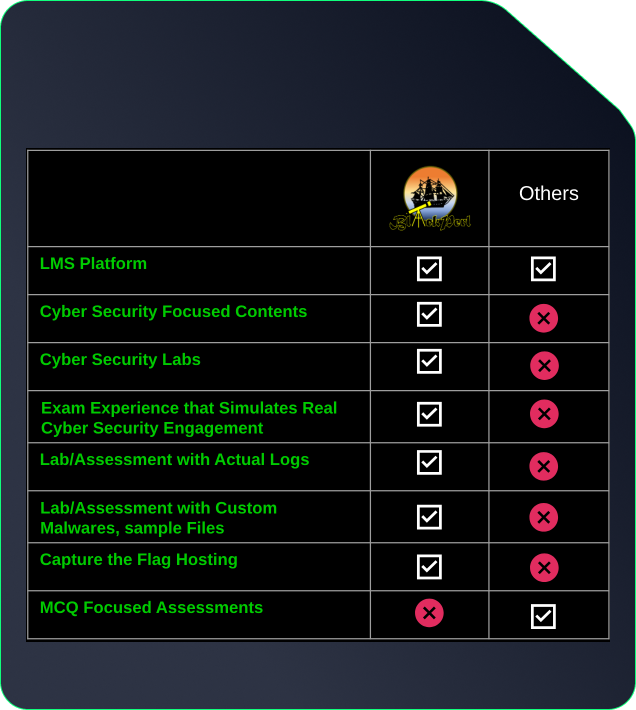 Others
LMS Platform
Cyber Security Focused Contents
Cyber Security Labs
Exam Experience that Simulates Real
Cyber Security Engagement
Lab/Assessment with Actual Logs
Lab/Assessment with Custom
Malwares, sample Files
Capture the Flag Hosting
MCQ Focused Assessments